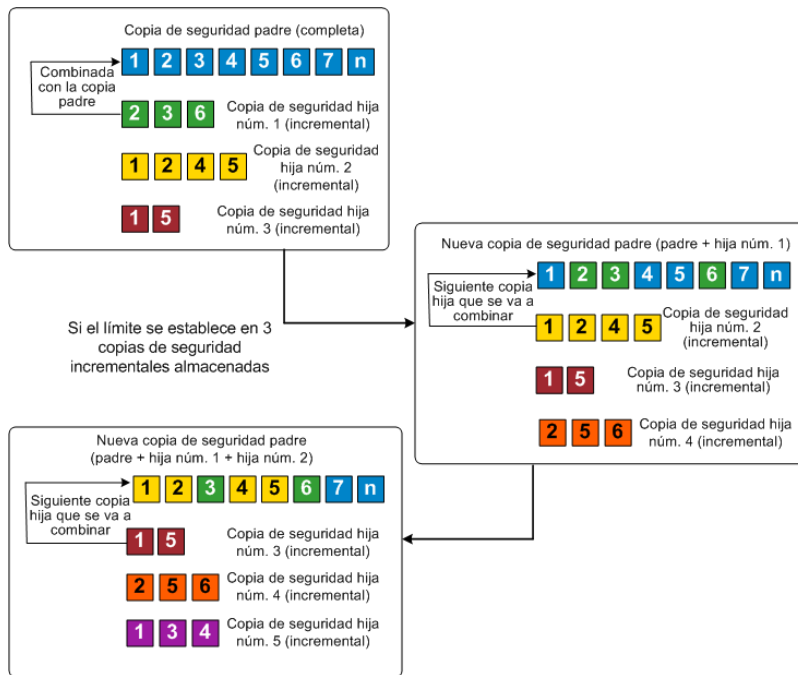 Copia de seguridad padre (completa)
1 2 3 4 5 6 7 n
Combinada
con la copia
padre
2 3 6
Copia de seguridad hija
núm. 1 (incremental)
1 2 4 5
Copia de seguridad
hija núm. 2
(incremental)
1 5
Copia de seguridad hija
núm. 3 (incremental)
Si el límite se establece en 3
copias de seguridad
incrementales almacenadas
Nueva copia de seguridad padre (padre + hija núm. 1)
1 2 3 4 5 6 7 n
Siguiente copia
hija que se va a
combinar
1 2 4 5
Copia de seguridad
hija núm. 2
(incremental)
1 5
Copia de seguridad hija
núm. 3 (incremental)
2 5 6
Copia de seguridad hija
núm. 4 (incremental)
Nueva copia de seguridad padre
(padre + hija núm. 1 + hija núm. 2)
1 2 3 4 5 6 7 n
Siguiente copia
hija que se va a
combinar
1 5
Copia de seguridad hija
núm. 3 (incremental)
2 5 6
Copia de seguridad hija
núm. 4 (incremental)
1 3 4
Copia de seguridad hija
núm. 5 (incremental)